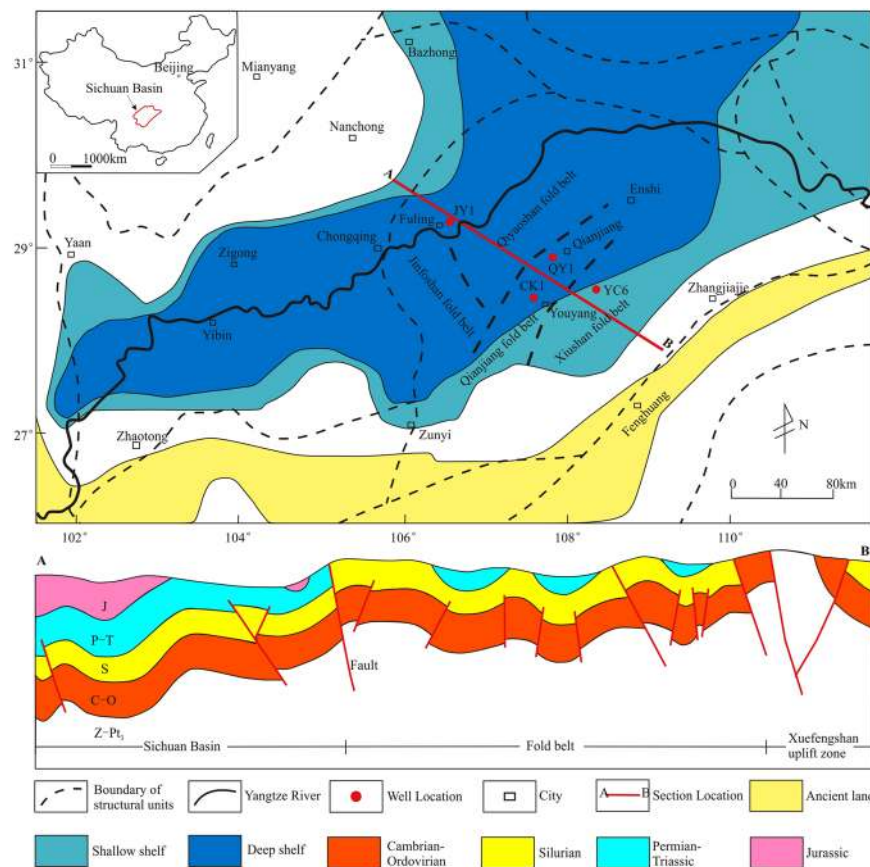 31°
29°
27°
Beijing
Sichuan Basin
0 1000km
Mianyang
Bazhong
Nanchong
A
JY1
Fuling
Qiyaoshan fold belt
Enshi
Yaan
Zigong
Chongqing
Jinfoshan fold belt
Qianjiang
QY1
CK1
YC6
Zhangjiajie
Yibin
Youyang
Qianjiang fold belt
Xiushan fold belt
B
Fenghuang
Zhaotong
Zunyi
N
0 40 80km
102° 104° 106° 108° 110°
A B
J
P-T
S
C-O
Z-Pt₃
Fault
Sichuan Basin Fold belt Xuefengshan
uplift zone
Boundary of
structural units
Yangtze River
Well Location
City
A B Section Location
Ancient land
Shallow shelf
Deep shelf
Cambrian-
Ordovirian
Silurian
Permian-
Triassic
Jurassic